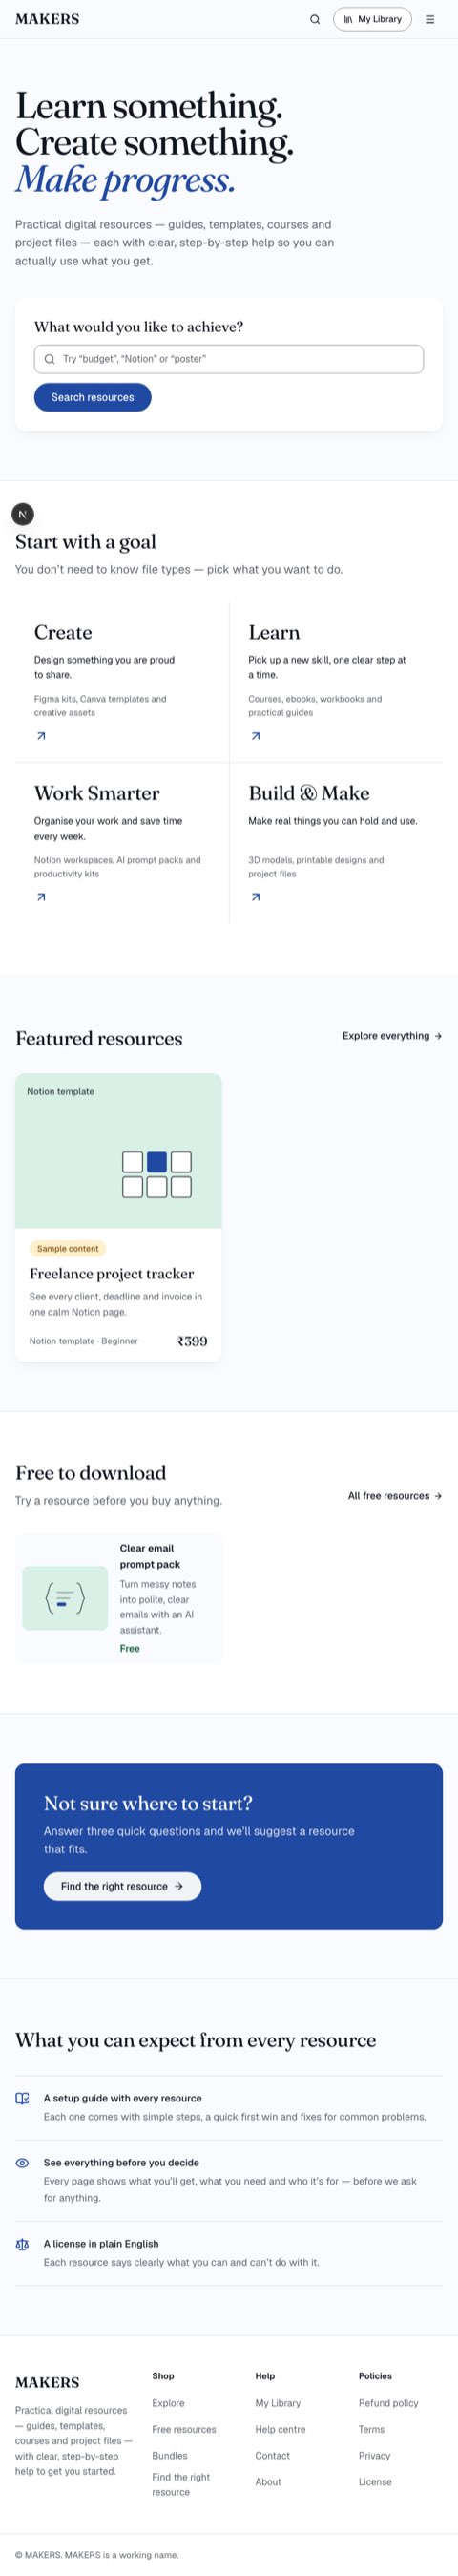 MAKERS
My Library
Learn something.
Create something.
Make progress.
Practical digital resources — guides, templates, courses and
project files — each with clear, step-by-step help so you can
actually use what you get.
What would you like to achieve?
Try “budget”, “Notion” or “poster”
Search resources
N
Start with a goal
You don’t need to know file types — pick what you want to do.
Create
Design something you are proud
to share.
Figma kits, Canva templates and
creative assets
Learn
Pick up a new skill, one clear step at
a time.
Courses, ebooks, workbooks and
practical guides
Work Smarter
Organise your work and save time
every week.
Notion workspaces, AI prompt packs and
productivity kits
Build & Make
Make real things you can hold and use.
3D models, printable designs and
project files
Featured resources
Explore everything →
Notion template
Sample content
Freelance project tracker
See every client, deadline and invoice in
one calm Notion page.
Notion template · Beginner
₹399
Free to download
Try a resource before you buy anything.
All free resources →
Clear email
prompt pack
Turn messy notes
into polite, clear
emails with an AI
assistant.
Free
Not sure where to start?
Answer three quick questions and we’ll suggest a resource
that fits.
Find the right resource →
What you can expect from every resource
A setup guide with every resource
Each one comes with simple steps, a quick first win and fixes for common problems.
See everything before you decide
Every page shows what you’ll get, what you need and who it’s for — before we ask
for anything.
A license in plain English
Each resource says clearly what you can and can’t do with it.
MAKERS
Practical digital resources
— guides, templates,
courses and project files —
with clear, step-by-step
help to get you started.
Shop
Explore
Free resources
Bundles
Find the right
resource
Help
My Library
Help centre
Contact
About
Policies
Refund policy
Terms
Privacy
License
© MAKERS. MAKERS is a working name.